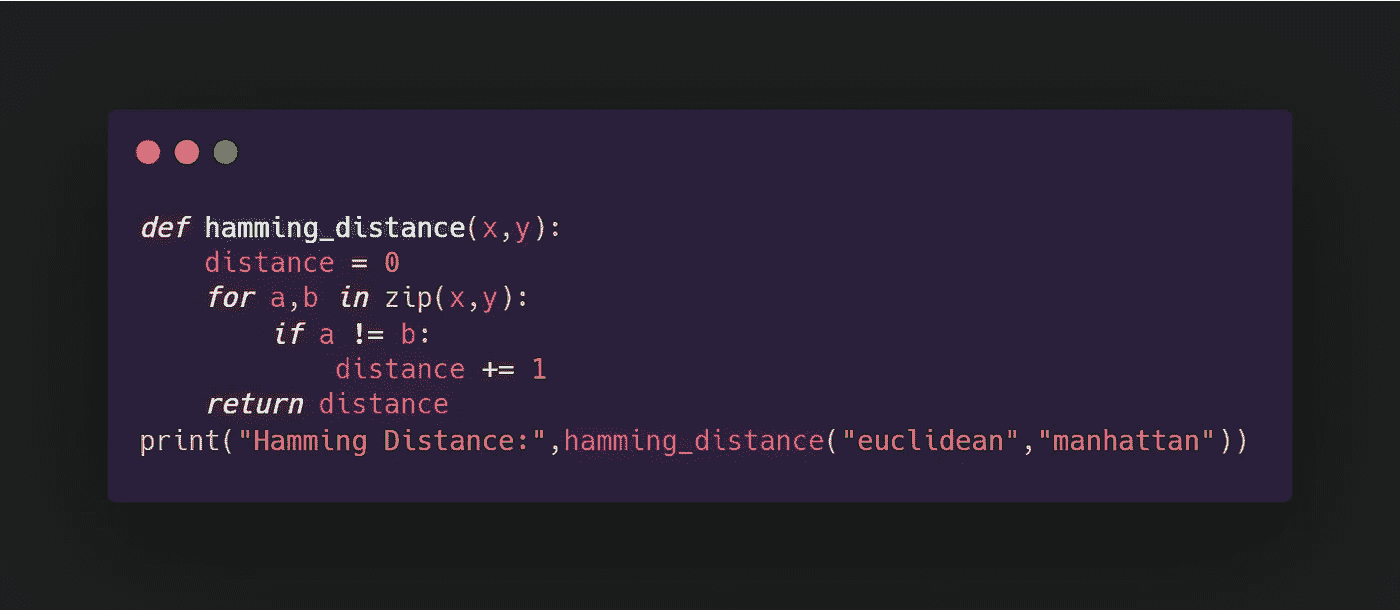 def hamming_distance(x,y):
    distance = 0
    for a,b in zip(x,y):
        if a != b:
            distance += 1
    return distance
print("Hamming Distance:",hamming_distance("euclidean","manhattan"))